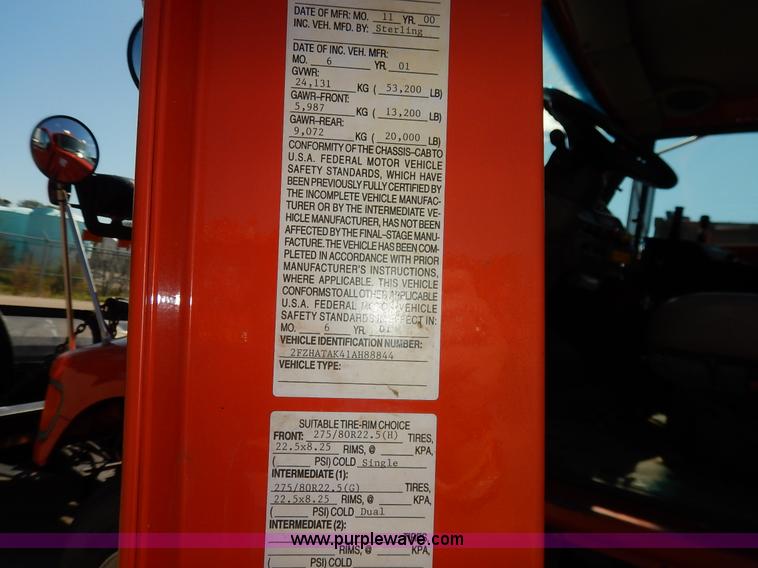 DATE OF MFR: MO. 11 YR. 00
INC. VEH. MFD. BY: Sterling
DATE OF INC. VEH. MFR:
MO. 6 YR. 01
GVWR:
24,131 KG ( 53,200 LB)
GAWR-FRONT:
5,987 KG ( 13,200 LB)
GAWR-REAR:
9,072 KG ( 20,000 LB)
CONFORMITY OF THE CHASSIS-CAB TO
U.S.A. FEDERAL MOTOR VEHICLE
SAFETY STANDARDS, WHICH HAVE
BEEN PREVIOUSLY FULLY CERTIFIED BY
THE INCOMPLETE VEHICLE MANUFAC-
TURER OR BY THE INTERMEDIATE VE-
HICLE MANUFACTURER, HAS NOT BEEN
AFFECTED BY THE FINAL-STAGE MANU-
FACTURE. THE VEHICLE HAS BEEN COM-
PLETED IN ACCORDANCE WITH PRIOR
MANUFACTURER'S INSTRUCTIONS,
WHERE APPLICABLE. THIS VEHICLE
CONFORMS TO ALL OTHER APPLICABLE
U.S.A. FEDERAL MOTOR VEHICLE
SAFETY STANDARDS IN EFFECT IN:
MO. 6 YR. 01
VEHICLE IDENTIFICATION NUMBER:
2FZHATAK41AH88844
VEHICLE TYPE:
SUITABLE TIRE-RIM CHOICE
FRONT: 275/80R22.5(H) TIRES,
22.5x8.25 RIMS, @ KPA,
( PSI) COLD Single
INTERMEDIATE (1):
275/80R22.5(G) TIRES,
22.5x8.25 RIMS, @ KPA,
( PSI) COLD Dual
INTERMEDIATE (2):
TIRES,
www.purplewave.com
RIMS, @ KPA,
( PSI) COLD